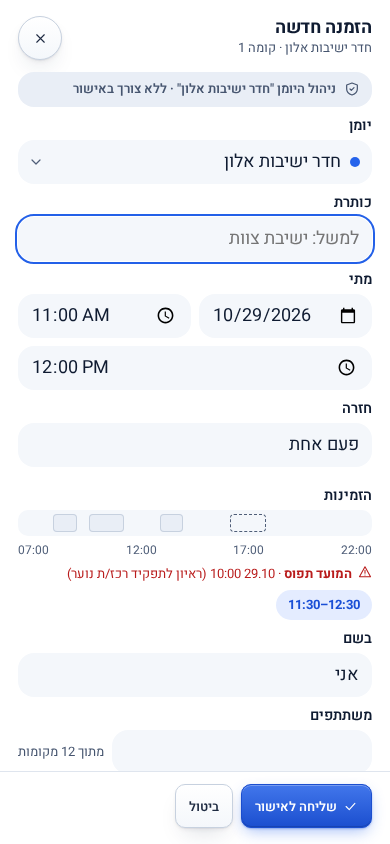 הזמנה חדשה
חדר ישיבות אלון · קומה 1
ניהול היומן "חדר ישיבות אלון" · ללא צורך באישור
יומן
חדר ישיבות אלון
כותרת
למשל: ישיבת צוות
מתי
10/29/2026
11:00 AM
12:00 PM
חזרה
פעם אחת
הזמינות
07:00 12:00 17:00 22:00
המועד תפוס · 29.10 10:00 (ראיון לתפקיד רכז/ת נוער)
11:30–12:30
בשם
אני
משתתפים
מתוך 12 מקומות
שליחה לאישור
ביטול